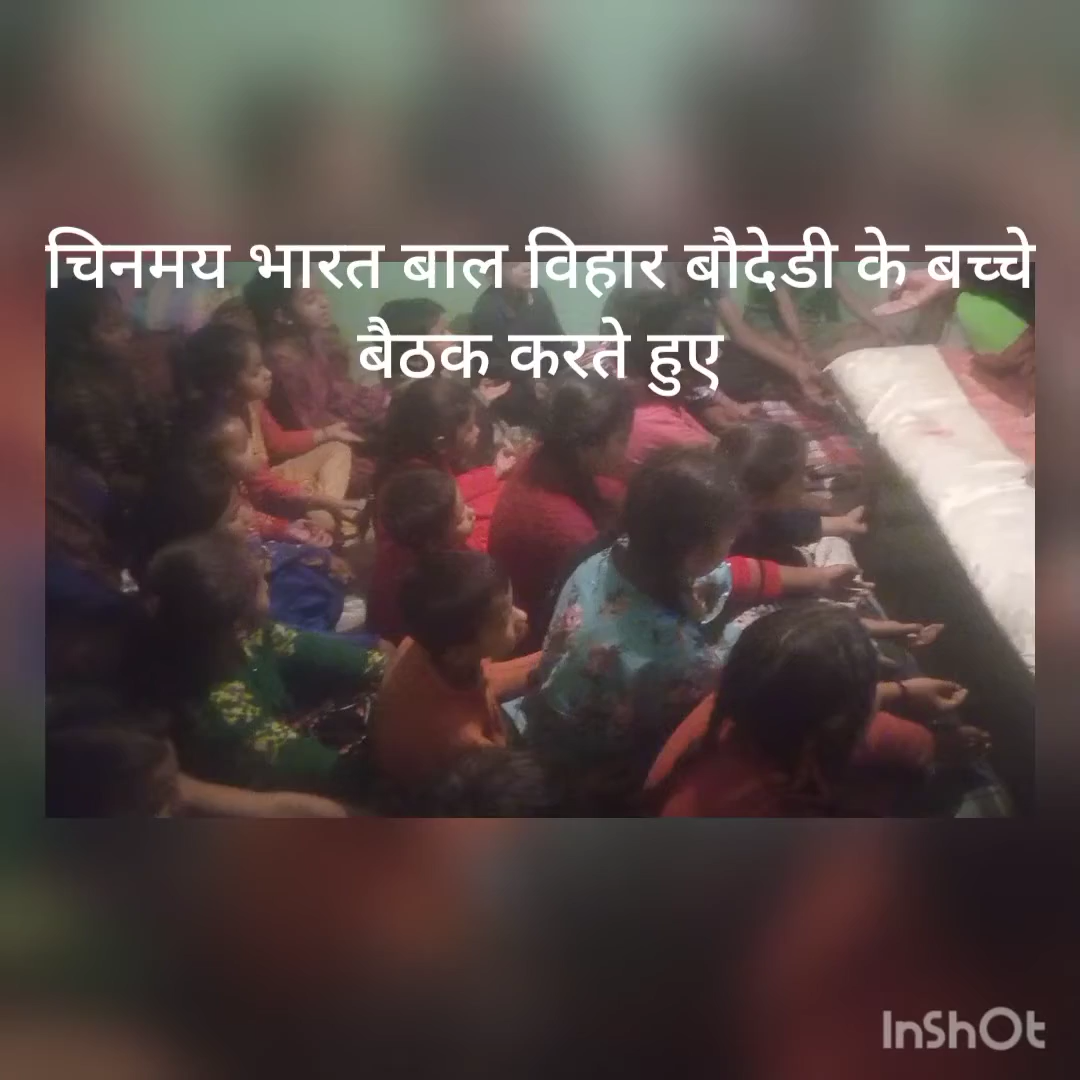 चिनमय भारत बाल विहार बौदेडी के बच्चे
बैठक करते हुए
InShOt